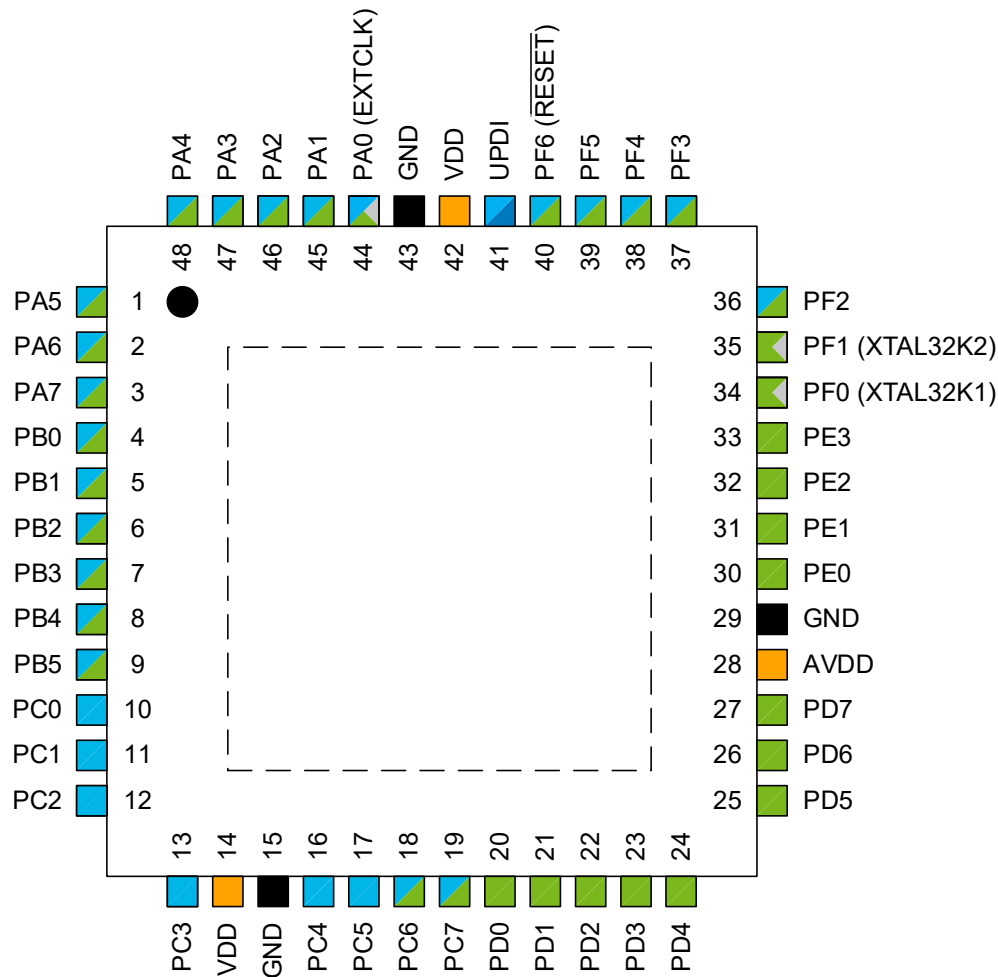 PA4
PA3
PA2
PA1
PA0 (EXTCLK)
GND
VDD
UPDI
PF6 (RESET)
PF5
PF4
PF3
48
47
46
45
44
43
42
41
40
39
38
37
PA5 1
PA6 2
PA7 3
PB0 4
PB1 5
PB2 6
PB3 7
PB4 8
PB5 9
PC0 10
PC1 11
PC2 12
36 PF2
35 PF1 (XTAL32K2)
34 PF0 (XTAL32K1)
33 PE3
32 PE2
31 PE1
30 PE0
29 GND
28 AVDD
27 PD7
26 PD6
25 PD5
13
14
15
16
17
18
19
20
21
22
23
24
PC3
VDD
GND
PC4
PC5
PC6
PC7
PD0
PD1
PD2
PD3
PD4